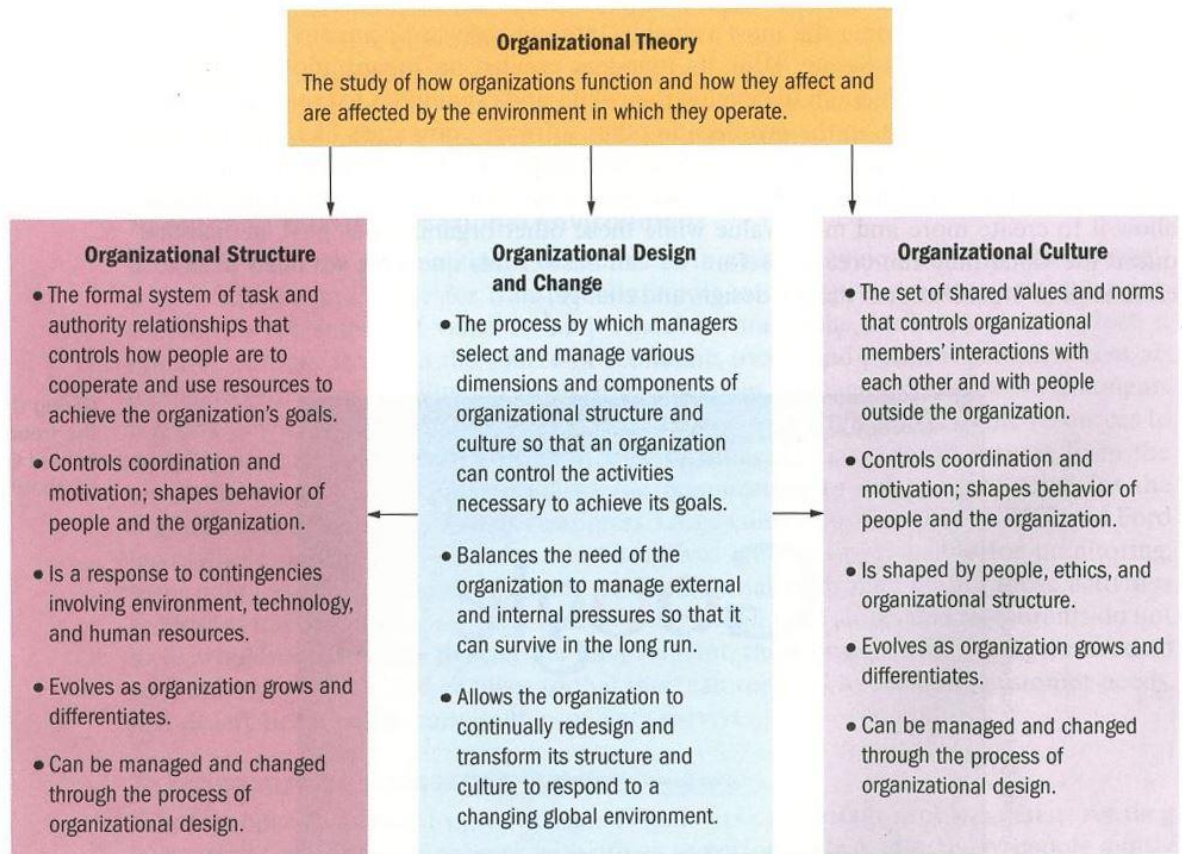 Organizational Theory
The study of how organizations function and how they affect and
are affected by the environment in which they operate.
Organizational Structure
• The formal system of task and
authority relationships that
controls how people are to
cooperate and use resources to
achieve the organization’s goals.
• Controls coordination and
motivation; shapes behavior of
people and the organization.
• Is a response to contingencies
involving environment, technology,
and human resources.
• Evolves as organization grows and
differentiates.
• Can be managed and changed
through the process of
organizational design.
Organizational Design
and Change
• The process by which managers
select and manage various
dimensions and components of
organizational structure and
culture so that an organization
can control the activities
necessary to achieve its goals.
• Balances the need of the
organization to manage external
and internal pressures so that it
can survive in the long run.
• Allows the organization to
continually redesign and
transform its structure and
culture to respond to a
changing global environment.
Organizational Culture
• The set of shared values and norms
that controls organizational
members’ interactions with
each other and with people
outside the organization.
• Controls coordination and
motivation; shapes behavior of
people and the organization.
• Is shaped by people, ethics, and
organizational structure.
• Evolves as organization grows and
differentiates.
• Can be managed and changed
through the process of
organizational design.